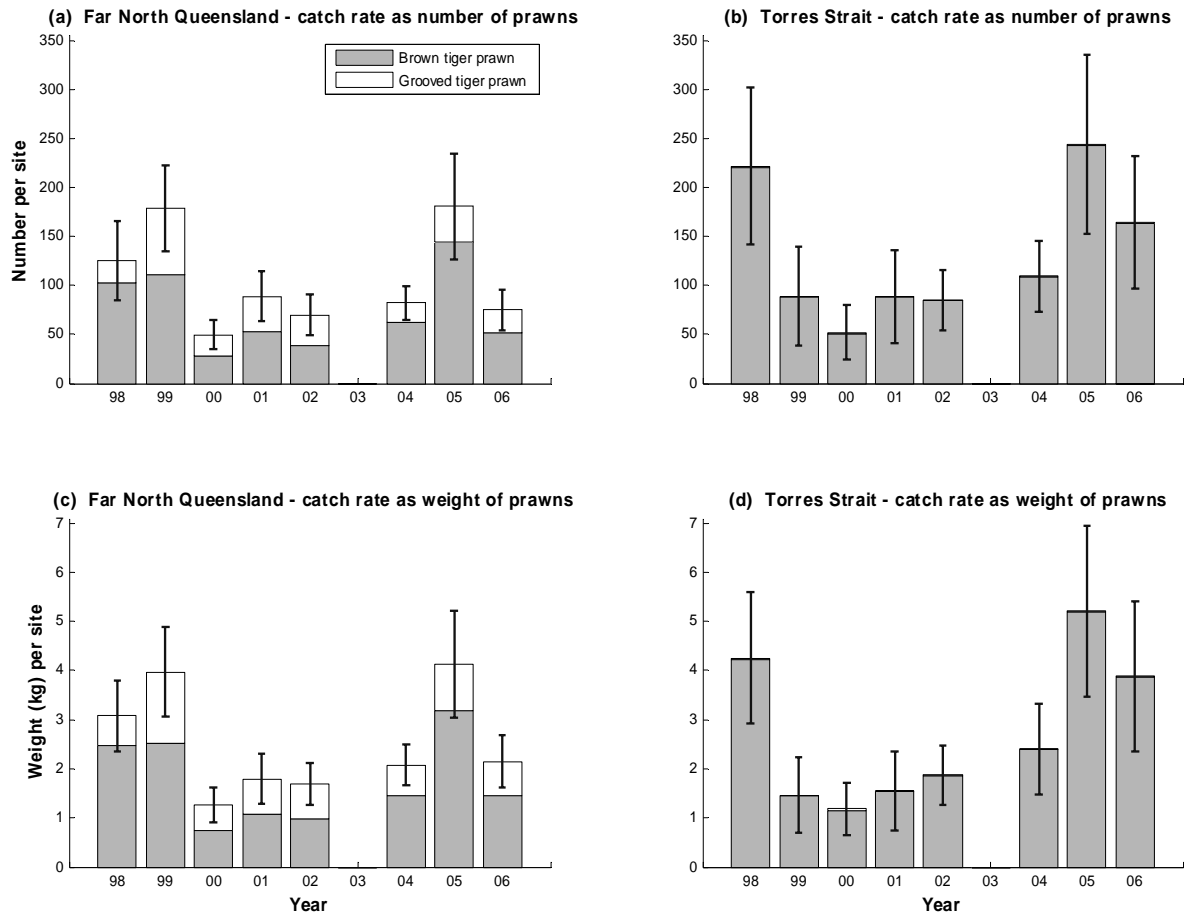 (a) Far North Queensland - catch rate as number of prawns
350
300
250
200
150
100
50
0
Number per site
Brown tiger prawn
Grooved tiger prawn
98 99 00 01 02 03 04 05 06
(b) Torres Strait - catch rate as number of prawns
350
300
250
200
150
100
50
0
98 99 00 01 02 03 04 05 06
(c) Far North Queensland - catch rate as weight of prawns
7
6
5
4
3
2
1
0
Weight (kg) per site
98 99 00 01 02 03 04 05 06
Year
(d) Torres Strait - catch rate as weight of prawns
7
6
5
4
3
2
1
0
98 99 00 01 02 03 04 05 06
Year